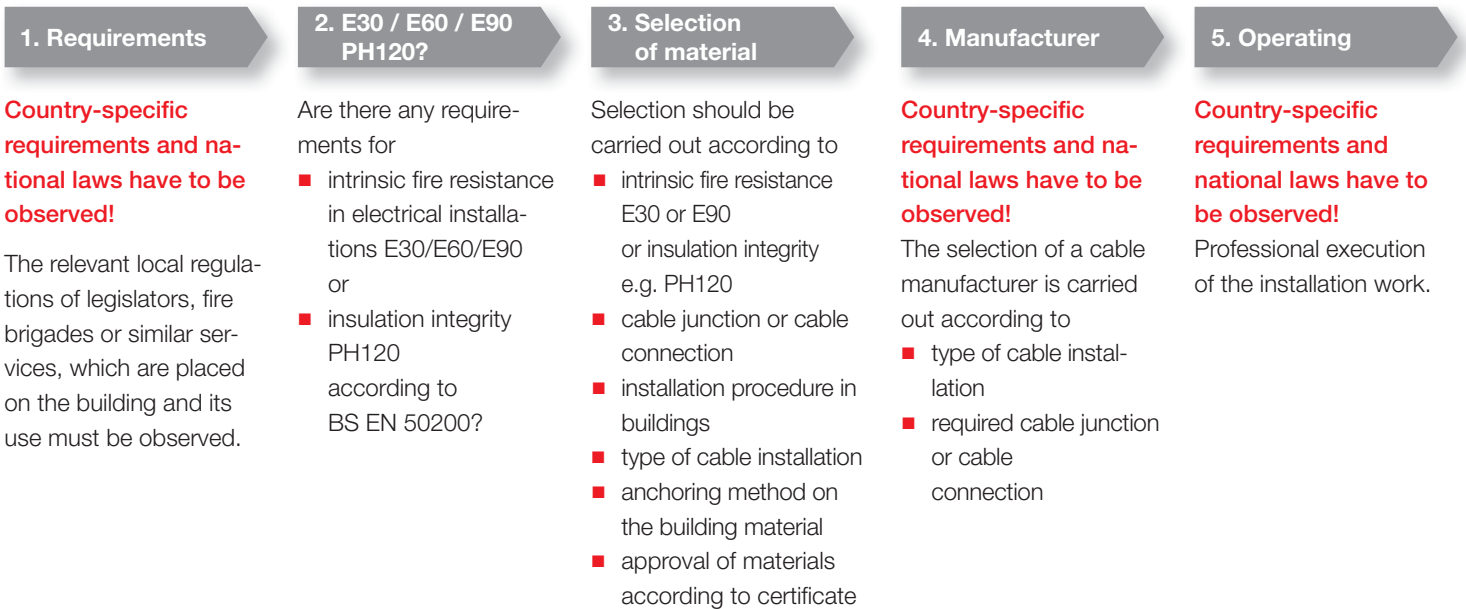 1. Requirements
Country-specific
requirements and na-
tional laws have to be
observed!
The relevant local regula-
tions of legislators, fire
brigades or similar ser-
vices, which are placed
on the building and its
use must be observed.
2. E30 / E60 / E90
PH120?
Are there any require-
ments for
■ intrinsic fire resistance
in electrical installa-
tions E30/E60/E90
or
■ insulation integrity
PH120
according to
BS EN 50200?
3. Selection
of material
Selection should be
carried out according to
■ intrinsic fire resistance
E30 or E90
or insulation integrity
e.g. PH120
■ cable junction or cable
connection
■ installation procedure in
buildings
■ type of cable installation
■ anchoring method on
the building material
■ approval of materials
according to certificate
4. Manufacturer
Country-specific
requirements and na-
tional laws have to be
observed!
The selection of a cable
manufacturer is carried
out according to
■ type of cable instal-
lation
■ required cable junction
or cable
connection
5. Operating
Country-specific
requirements and
national laws have to
be observed!
Professional execution
of the installation work.